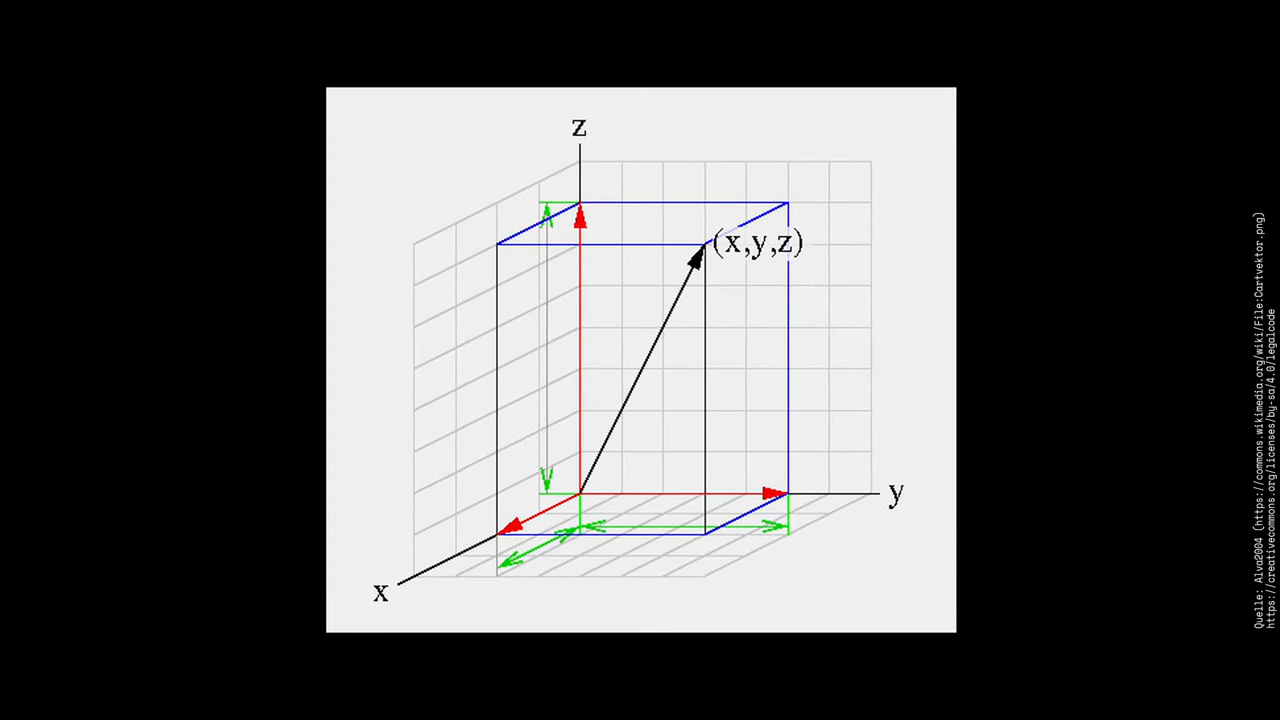 z
(x,y,z)
y
x
Quelle: Alva2004 (https://commons.wikimedia.org/wiki/File:Cartvektor.png)
https://creativecommons.org/licenses/by-sa/4.0/legalcode